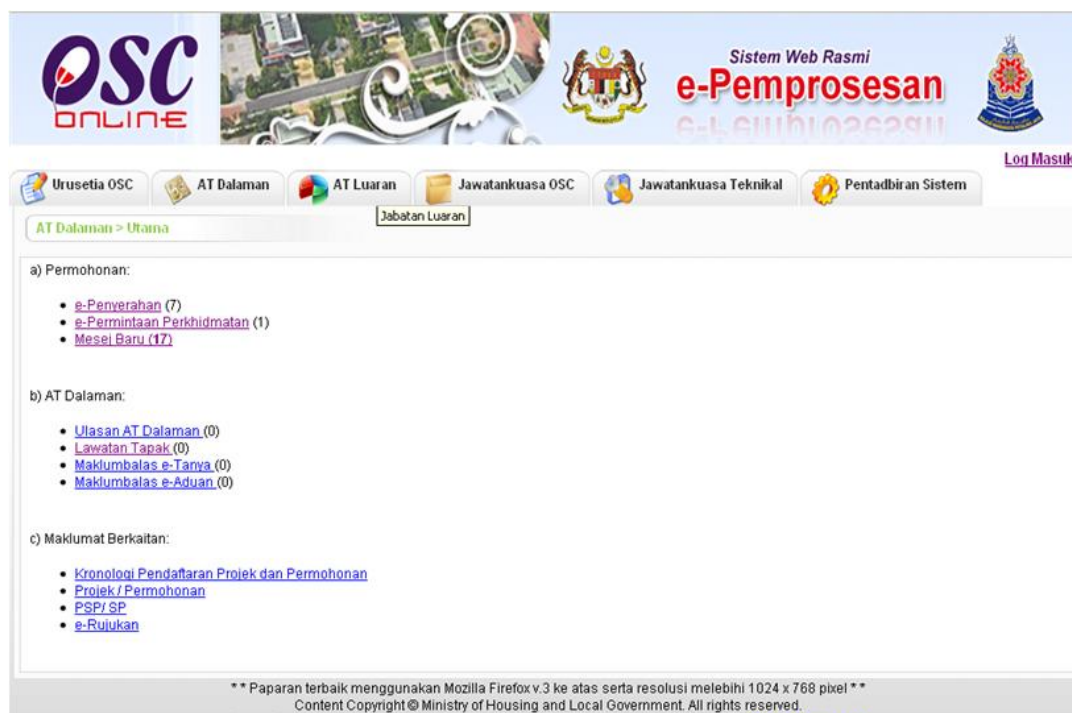 OSC
ONLINE
Sistem Web Rasmi
e-Pemprosesan
Log Masuk
Urusetia OSC
AT Dalaman
AT Luaran
Jawatankuasa OSC
Jawatankuasa Teknikal
Pentadbiran Sistem
Jabatan Luaran
AT Dalaman > Utama
a) Permohonan:
• e-Penyerahan (7)
• e-Permintaan Perkhidmatan (1)
• Mesej Baru (17)
b) AT Dalaman:
• Ulasan AT Dalaman (0)
• Lawatan Tapak (0)
• Maklumbalas e-Tanya (0)
• Maklumbalas e-Aduan (0)
c) Maklumat Berkaitan:
• Kronologi Pendaftaran Projek dan Permohonan
• Projek / Permohonan
• PSP/ SP
• e-Rujukan
* * Paparan terbaik menggunakan Mozilla Firefox v.3 ke atas serta resolusi melebihi 1024 x 768 pixel * *
Content Copyright © Ministry of Housing and Local Government. All rights reserved.